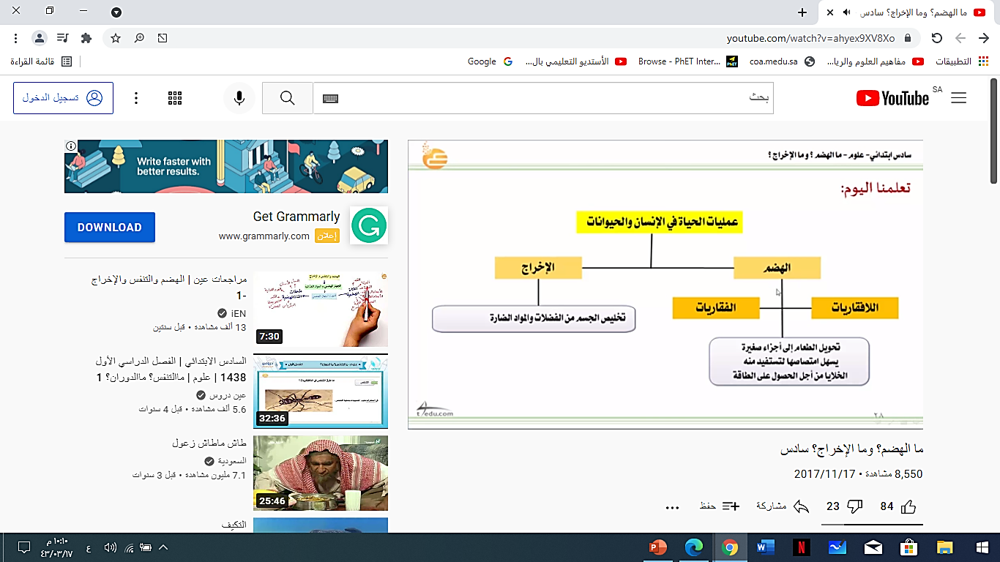 ما الهضم؟ وما الإخراج؟ سادس
youtube.com/watch?v=ahyex9XV8Xo
التطبيقات
مفاهيم العلوم والريا...
coa.medu.sa
Browse - PhET Inter...
الأستديو التعليمي بال...
Google
قائمة القراءة
YouTube SA
بحث
تسجيل الدخول
سادس ابتدائي - علوم - ما الهضم ؟ وما الإخراج ؟
تعلمنا اليوم:
عمليات الحياة في الإنسان والحيوانات
الهضم
الإخراج
اللافقاريات
الفقاريات
تخليص الجسم من الفضلات والمواد الضارة
تحويل الطعام إلى أجزاء صغيرة
يسهل امتصاصها لتستفيد منه
الخلايا من أجل الحصول على الطاقة
t4edu.com
٢٨
ما الهضم؟ وما الإخراج؟ سادس
8,550 مشاهدة • 2017/11/17
84
23
مشاركة
حفظ
Write faster with
better results.
Get Grammarly
إعلان www.grammarly.com
DOWNLOAD
مراجعات عين | الهضم والتنفس والإخراج
-1
iEN
13 ألف مشاهدة • قبل سنتين
7:30
السادس الابتدائي | الفصل الدراسي الأول
1438 | علوم | ماالتنفس؟ ماالدوران؟ 1
عين دروس
5.6 ألف مشاهدة • قبل 4 سنوات
32:36
طاش ماطاش زعول
السعودية
7.1 مليون مشاهدة • قبل 3 سنوات
25:46
التكيف
ع
١٠:١٠ م
٤٣/٠٣/١٧